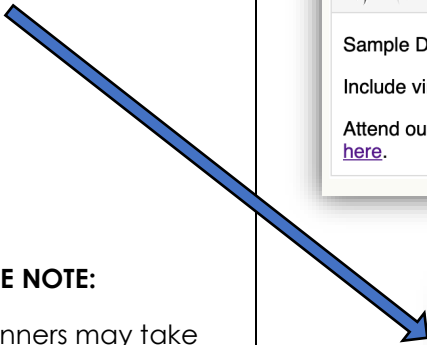 Sample D
Include vi
Attend ou
here.
E NOTE:
nners may take